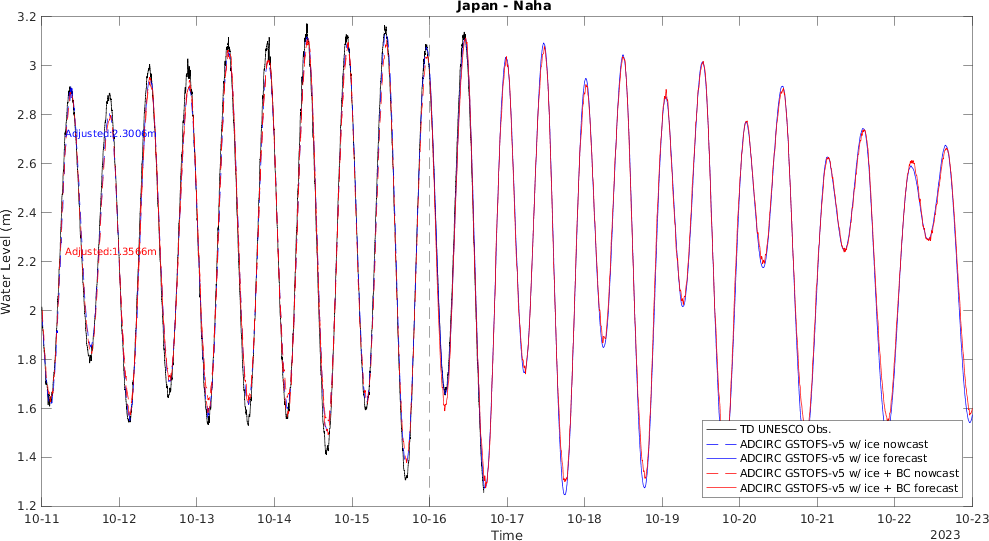 Japan - Naha
3.2
3
2.8
2.6
2.4
2.2
2
1.8
1.6
1.4
1.2
Water Level (m)
Adjusted:2.3006m
Adjusted:1.3566m
TD UNESCO Obs.
ADCIRC GSTOFS-v5 w/ ice nowcast
ADCIRC GSTOFS-v5 w/ ice forecast
ADCIRC GSTOFS-v5 w/ ice + BC nowcast
ADCIRC GSTOFS-v5 w/ ice + BC forecast
10-11 10-12 10-13 10-14 10-15 10-16 10-17 10-18 10-19 10-20 10-21 10-22 10-23
Time
2023